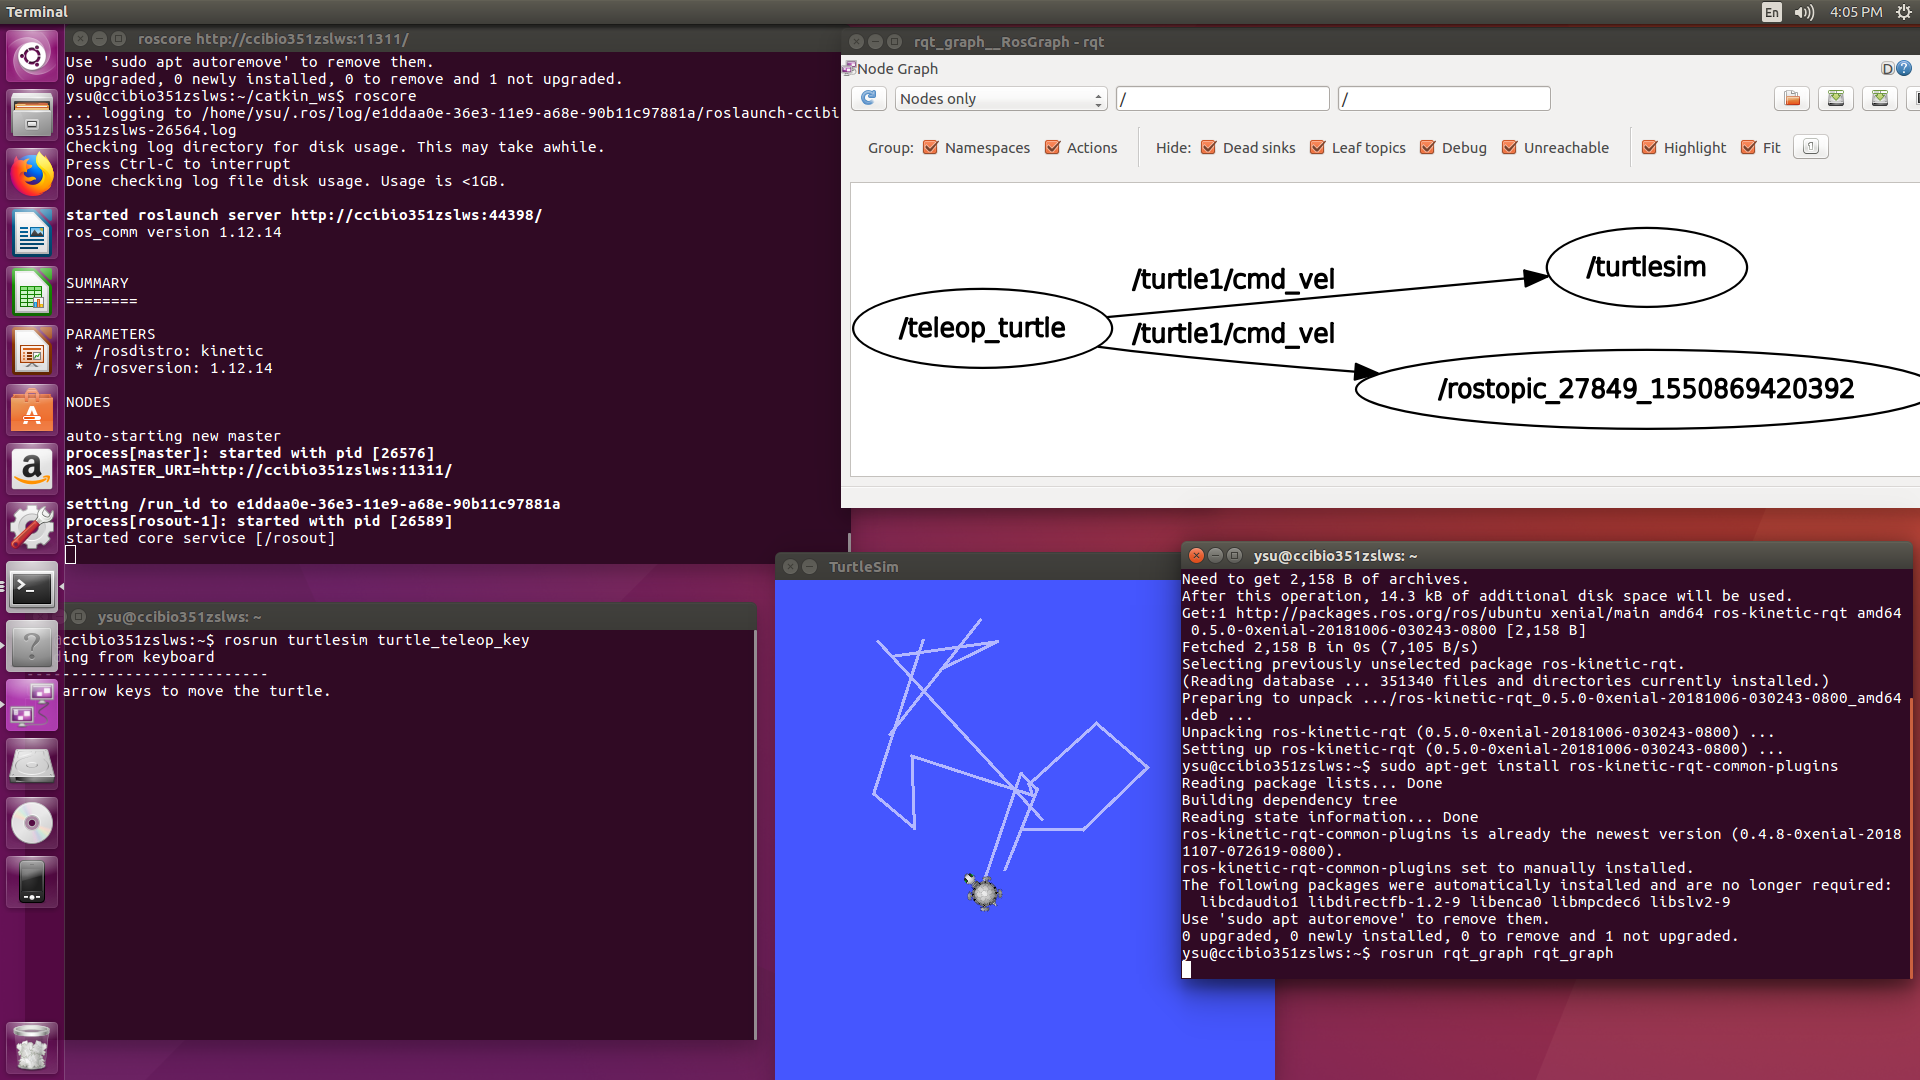 Terminal
En
4:05 PM
roscore http://ccibio351zslws:11311/
Use 'sudo apt autoremove' to remove them.
0 upgraded, 0 newly installed, 0 to remove and 1 not upgraded.
ysu@ccibio351zslws:~/catkin_ws$ roscore
... logging to /home/ysu/.ros/log/e1ddaa0e-36e3-11e9-a68e-90b11c97881a/roslaunch-ccibi
o351zslws-26564.log
Checking log directory for disk usage. This may take awhile.
Press Ctrl-C to interrupt
Done checking log file disk usage. Usage is <1GB.
started roslaunch server http://ccibio351zslws:44398/
ros_comm version 1.12.14
SUMMARY
========
PARAMETERS
* /rosdistro: kinetic
* /rosversion: 1.12.14
NODES
auto-starting new master
process[master]: started with pid [26576]
ROS_MASTER_URI=http://ccibio351zslws:11311/
setting /run_id to e1ddaa0e-36e3-11e9-a68e-90b11c97881a
process[rosout-1]: started with pid [26589]
started core service [/rosout]
rqt_graph__RosGraph - rqt
Node Graph
D ?
Nodes only / /
Group: Namespaces Actions Hide: Dead sinks Leaf topics Debug Unreachable Highlight Fit
/turtlesim
/turtle1/cmd_vel
/teleop_turtle
/turtle1/cmd_vel
/rostopic_27849_1550869420392
ysu@ccibio351zslws: ~
ccibio351zslws:~$ rosrun turtlesim turtle_teleop_key
ing from keyboard
---------------------------
arrow keys to move the turtle.
TurtleSim
ysu@ccibio351zslws: ~
Need to get 2,158 B of archives.
After this operation, 14.3 kB of additional disk space will be used.
Get:1 http://packages.ros.org/ros/ubuntu xenial/main amd64 ros-kinetic-rqt amd64
0.5.0-0xenial-20181006-030243-0800 [2,158 B]
Fetched 2,158 B in 0s (7,105 B/s)
Selecting previously unselected package ros-kinetic-rqt.
(Reading database ... 351340 files and directories currently installed.)
Preparing to unpack .../ros-kinetic-rqt_0.5.0-0xenial-20181006-030243-0800_amd64
.deb ...
Unpacking ros-kinetic-rqt (0.5.0-0xenial-20181006-030243-0800) ...
Setting up ros-kinetic-rqt (0.5.0-0xenial-20181006-030243-0800) ...
ysu@ccibio351zslws:~$ sudo apt-get install ros-kinetic-rqt-common-plugins
Reading package lists... Done
Building dependency tree
Reading state information... Done
ros-kinetic-rqt-common-plugins is already the newest version (0.4.8-0xenial-2018
1107-072619-0800).
ros-kinetic-rqt-common-plugins set to manually installed.
The following packages were automatically installed and are no longer required:
libcdaudio1 libdirectfb-1.2-9 libenca0 libmpcdec6 libslv2-9
Use 'sudo apt autoremove' to remove them.
0 upgraded, 0 newly installed, 0 to remove and 1 not upgraded.
ysu@ccibio351zslws:~$ rosrun rqt_graph rqt_graph